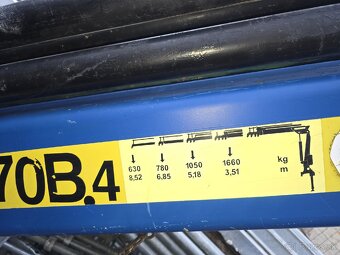 70B.4
630 780 1050 1660 kg
8,52 6,85 5,18 3,51 m